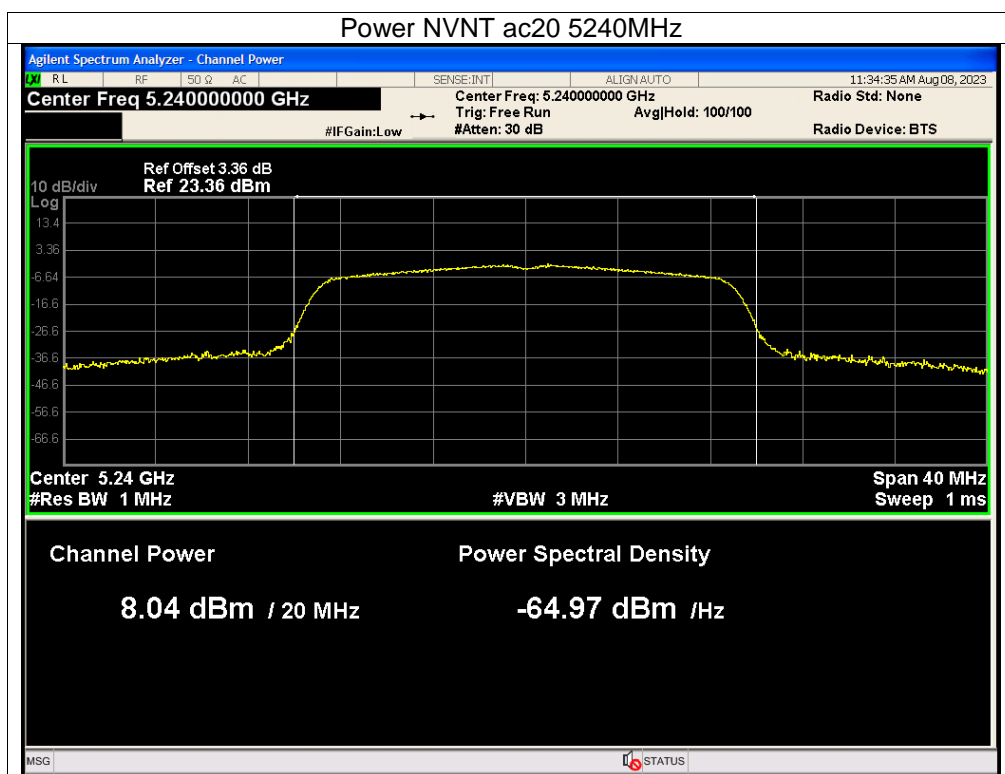 Power NVNT ac20 5240MHz
Agilent Spectrum Analyzer - Channel Power
LXI RL RF 50 Ω AC SENSE:INT ALIGN AUTO 11:34:35 AM Aug 08, 2023
Center Freq 5.240000000 GHz Center Freq: 5.240000000 GHz Radio Std: None
Trig: Free Run Avg|Hold: 100/100
#IFGain:Low #Atten: 30 dB Radio Device: BTS
Ref Offset 3.36 dB
10 dB/div Ref 23.36 dBm
Log
13.4
3.36
-6.64
-16.6
-26.6
-36.6
-46.6
-56.6
-66.6
Center 5.24 GHz Span 40 MHz
#Res BW 1 MHz #VBW 3 MHz Sweep 1 ms
Channel Power Power Spectral Density
8.04 dBm / 20 MHz -64.97 dBm /Hz
MSG STATUS